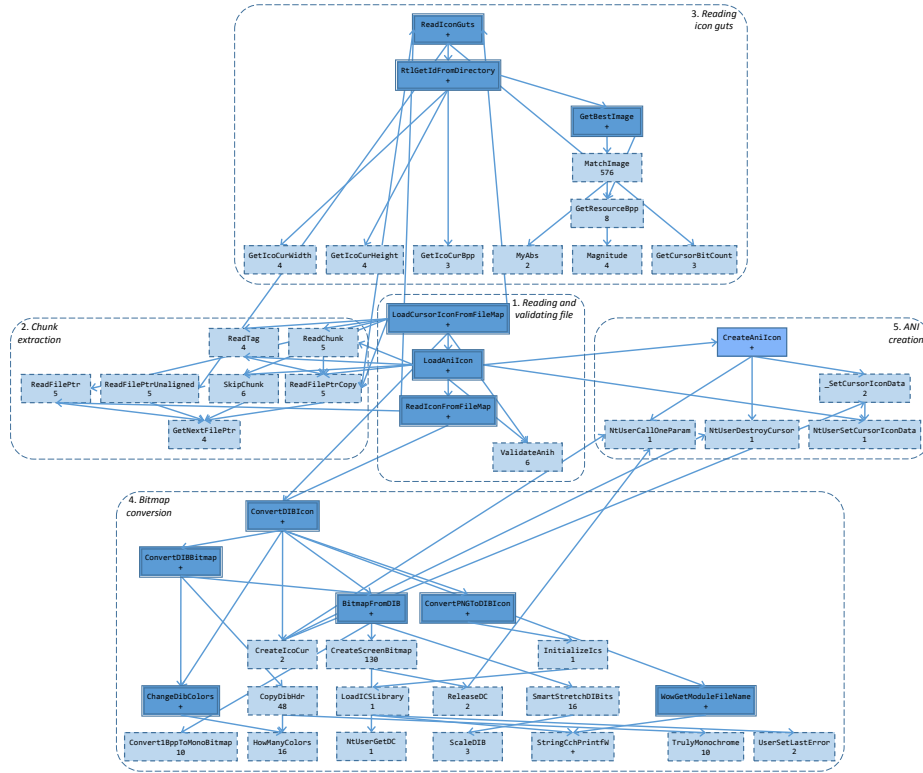 3. Reading
icon guts
ReadIconGuts
+
RtlGetIdFromDirectory
+
GetBestImage
+
MatchImage
576
GetResourceBpp
8
GetIcoCurWidth
4
GetIcoCurHeight
4
GetIcoCurBpp
3
MyAbs
2
Magnitude
4
GetCursorBitCount
3
1. Reading and
validating file
LoadCursorIconFromFileMap
+
LoadAniIcon
+
ReadIconFromFileMap
+
ValidateAnih
6
2. Chunk
extraction
ReadTag
4
ReadChunk
5
ReadFilePtr
5
ReadFilePtrUnaligned
5
SkipChunk
6
ReadFilePtrCopy
5
GetNextFilePtr
4
5. ANI
creation
CreateAniIcon
+
_SetCursorIconData
2
NtUserCallOneParam
1
NtUserDestroyCursor
1
NtUserSetCursorIconData
1
4. Bitmap
conversion
ConvertDIBIcon
+
ConvertDIBBitmap
+
BitmapFromDIB
+
ConvertPNGToDIBIcon
+
CreateIcoCur
2
CreateScreenBitmap
130
InitializeIcs
1
ChangeDibColors
+
CopyDibHdr
48
LoadICSLibrary
1
ReleaseDC
2
SmartStretchDIBits
16
WowGetModuleFileName
+
Convert1BppToMonoBitmap
10
HowManyColors
16
NtUserGetDC
1
ScaleDIB
3
StringCchPrintfW
+
TrulyMonochrome
10
UserSetLastError
2